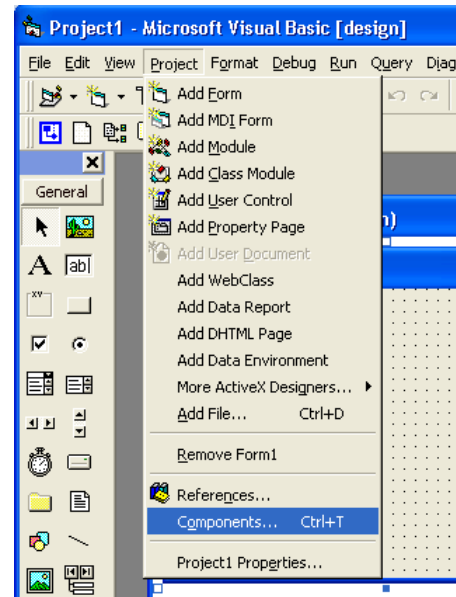 Project1 - Microsoft Visual Basic [design]
File Edit View Project Format Debug Run Query Diag
Add Form
Add MDI Form
Add Module
General
Add Class Module
Add User Control
Add Property Page
Add User Document
A ab|
Add WebClass
xv
Add Data Report
Add DHTML Page
Add Data Environment
More ActiveX Designers...
Add File... Ctrl+D
Remove Form1
References...
Components... Ctrl+T
Project1 Properties...